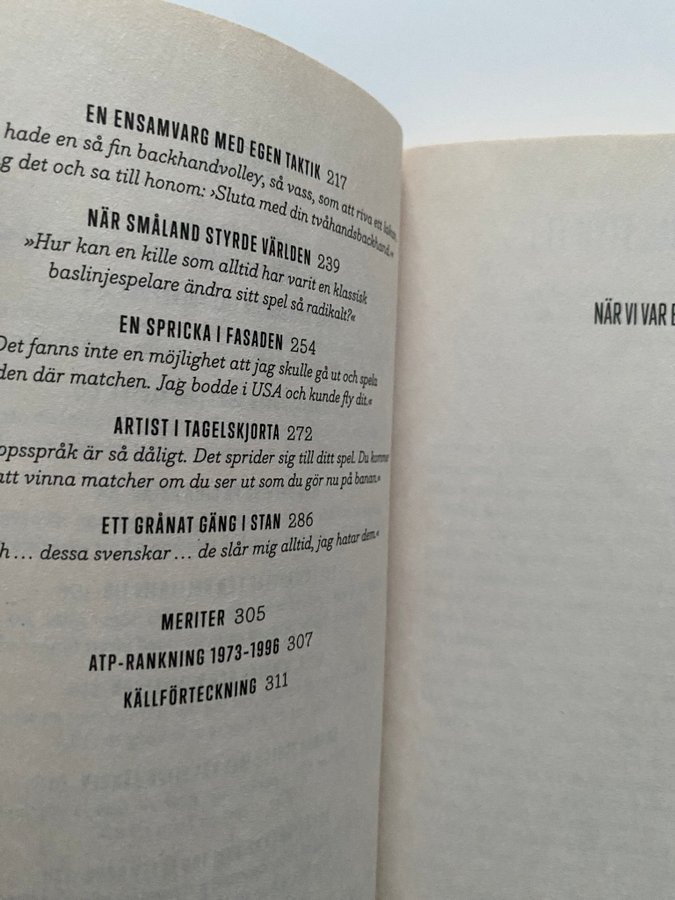 EN ENSAMVARG MED EGEN TAKTIK 217
hade en så fin backhandvolley, så vass, som att riva ett lakan.
g det och sa till honom: ›Sluta med din tvåhandsbackhand.‹«
NÄR SMÅLAND STYRDE VÄRLDEN 239
»Hur kan en kille som alltid har varit en klassisk
baslinjespelare ändra sitt spel så radikalt?«
EN SPRICKA I FASADEN 254
Det fanns inte en möjlighet att jag skulle gå ut och spela
den där matchen. Jag bodde i USA och kunde fly dit.«
ARTIST I TAGELSKJORTA 272
oppsspråk är så dåligt. Det sprider sig till ditt spel. Du kommer
att vinna matcher om du ser ut som du gör nu på banan.«
ETT GRÅNAT GÄNG I STAN 286
h… dessa svenskar… de slår mig alltid, jag hatar dem.«
MERITER 305
ATP-RANKNING 1973–1996 307
KÄLLFÖRTECKNING 311
NÄR VI VAR